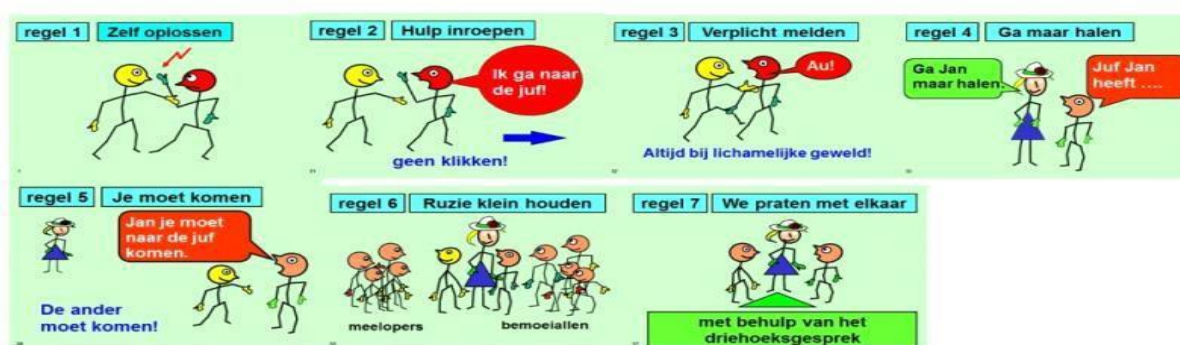 regel 1 Zelf oplossen
regel 2 Hulp inroepen
Ik ga naar
de juf!
geen klikken!
regel 3 Verplicht melden
Au!
Altijd bij lichamelijke geweld!
regel 4 Ga maar halen
Ga Jan
maar halen.
Juf Jan
heeft ....
regel 5 Je moet komen
Jan je moet
naar de juf
komen.
De ander
moet komen!
regel 6 Ruzie klein houden
meelopers
bemoeiallen
regel 7 We praten met elkaar
met behulp van het
driehoeksgesprek